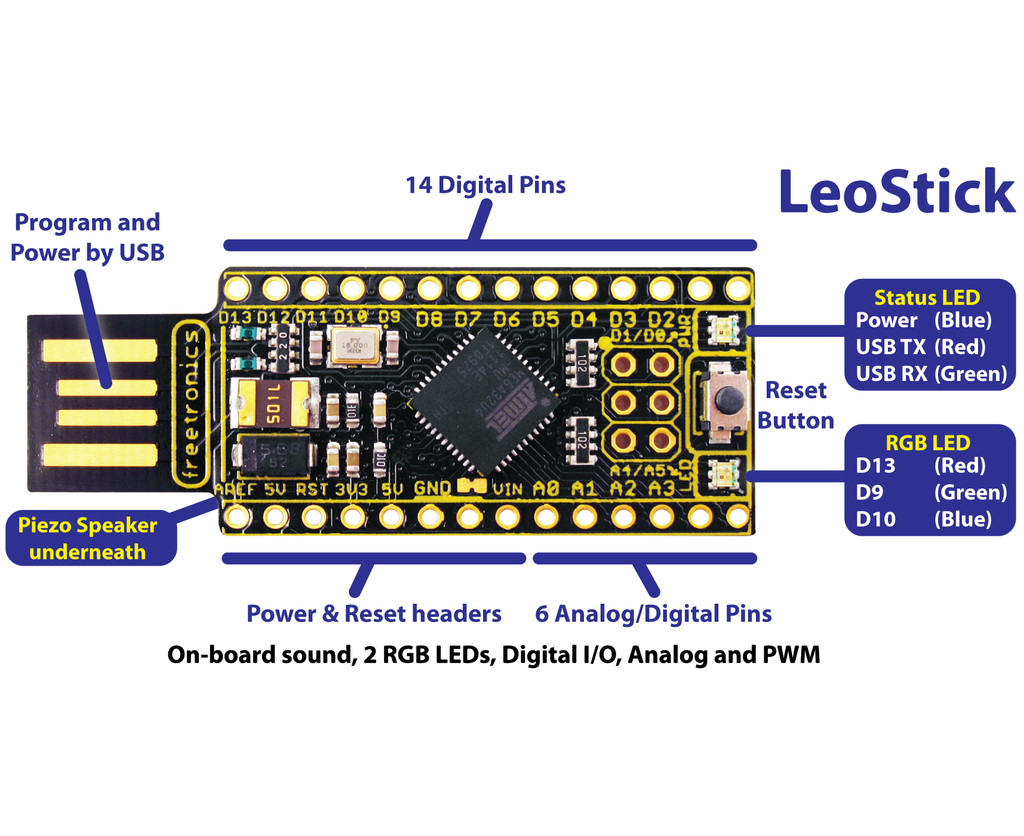 LeoStick
14 Digital Pins
Program and
Power by USB
Status LED
Power (Blue)
USB TX (Red)
USB RX (Green)
Reset
Button
RGB LED
D13 (Red)
D9 (Green)
D10 (Blue)
D13 D12 D11 D10 D9 D8 D7 D6 D5 D4 D3 D2
D1/D0
PWR
freetronics
220
102
501L
ATMEL
102
A4/A5
LED
AREF 5V RST 3V3 5V GND VIN A0 A1 A2 A3
Piezo Speaker
underneath
Power & Reset headers
6 Analog/Digital Pins
On-board sound, 2 RGB LEDs, Digital I/O, Analog and PWM